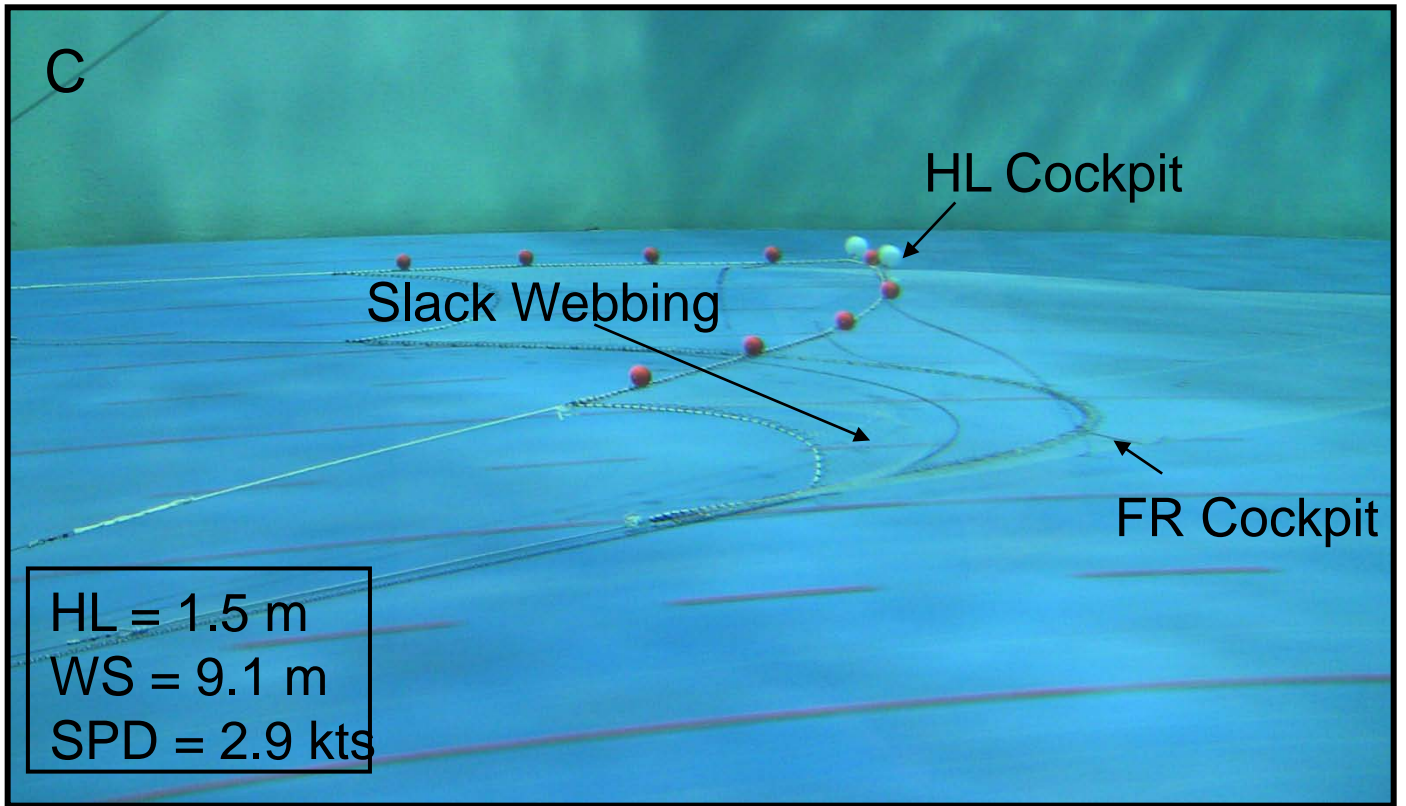 C
HL Cockpit
Slack Webbing
FR Cockpit
HL = 1.5 m
WS = 9.1 m
SPD = 2.9 kts